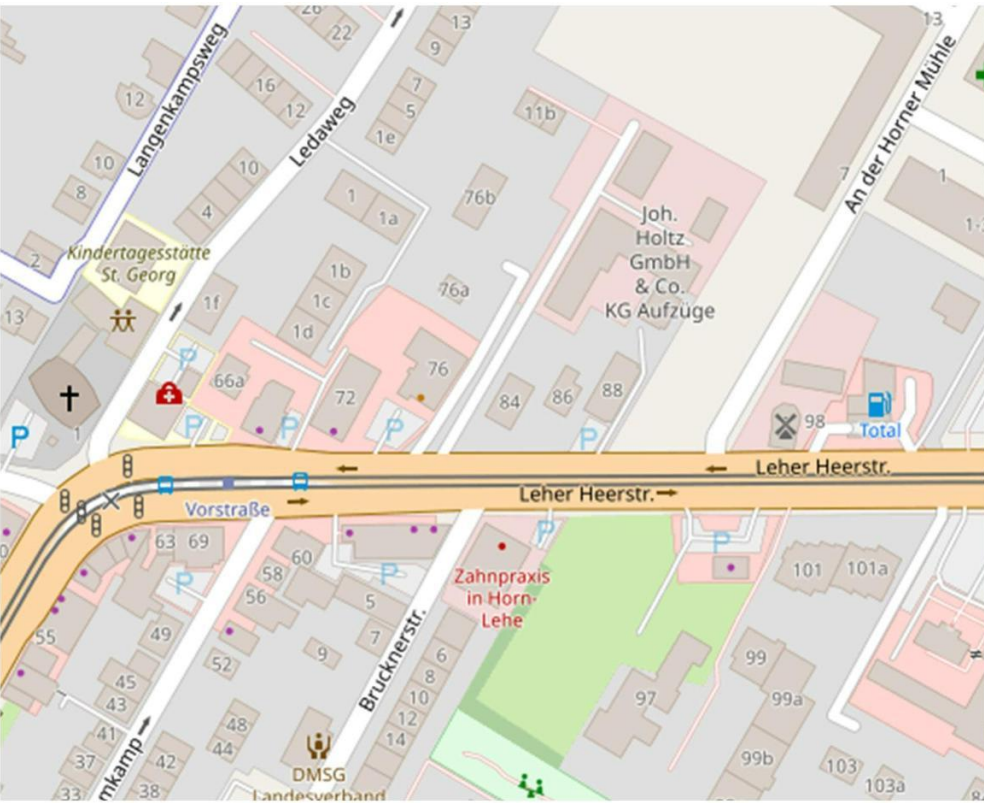 26
22
13
9
13
Langenkampsweg
16
12
7
5
1e
12
11b
Ledaweg
An der Horner Mühle
10
8
10
4
1
1a
76b
7
1
2
Kindertagesstätte
St. Georg
Joh.
Holtz
GmbH
& Co.
KG Aufzüge
1b
1c
1d
76a
1f
13
P
66a
72
76
84
86
88
P
1
P
P
P
P
98
Total
Leher Heerstr.
Leher Heerstr.
Vorstraße
63
69
P
60
58
56
P
P
5
Zahnpraxis
in Horn-
Lehe
P
101
101a
55
49
52
9
7
Brucknerstr.
6
8
10
12
14
45
43
41
37
33
48
44
42
38
mkamp
97
99
99a
99b
103
103a
DMSG
Landesverband